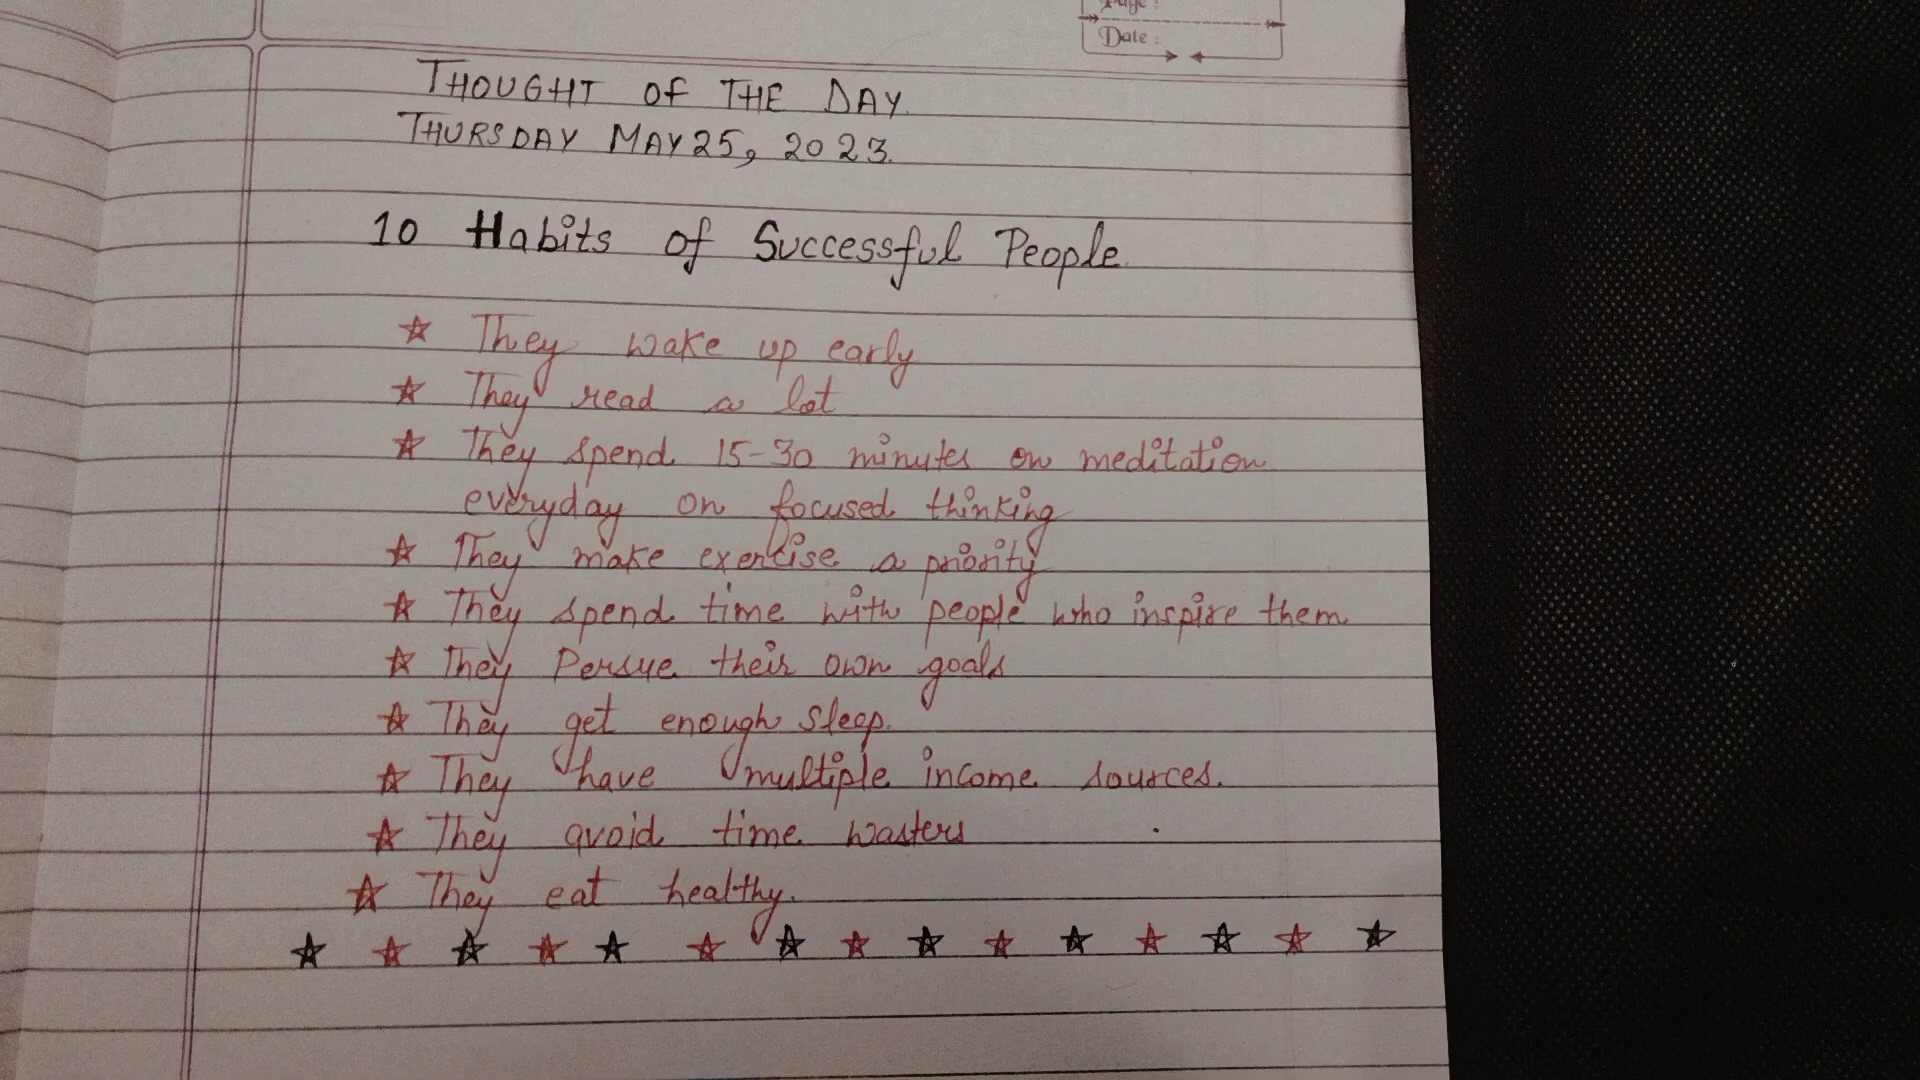 Page :
Date :
THOUGHT OF THE DAY.
THURSDAY MAY 25, 2023.
10 Habits of Successful People.
☆ They wake up early
☆ They read a lot
☆ They spend 15-30 minutes on meditation
everyday on focused thinking
☆ They make exercise a priority
☆ They spend time with people who inspire them.
☆ They Persue their own goals
☆ They get enough sleep.
☆ They have multiple income sources.
☆ They avoid time wasters
☆ They eat healthy.